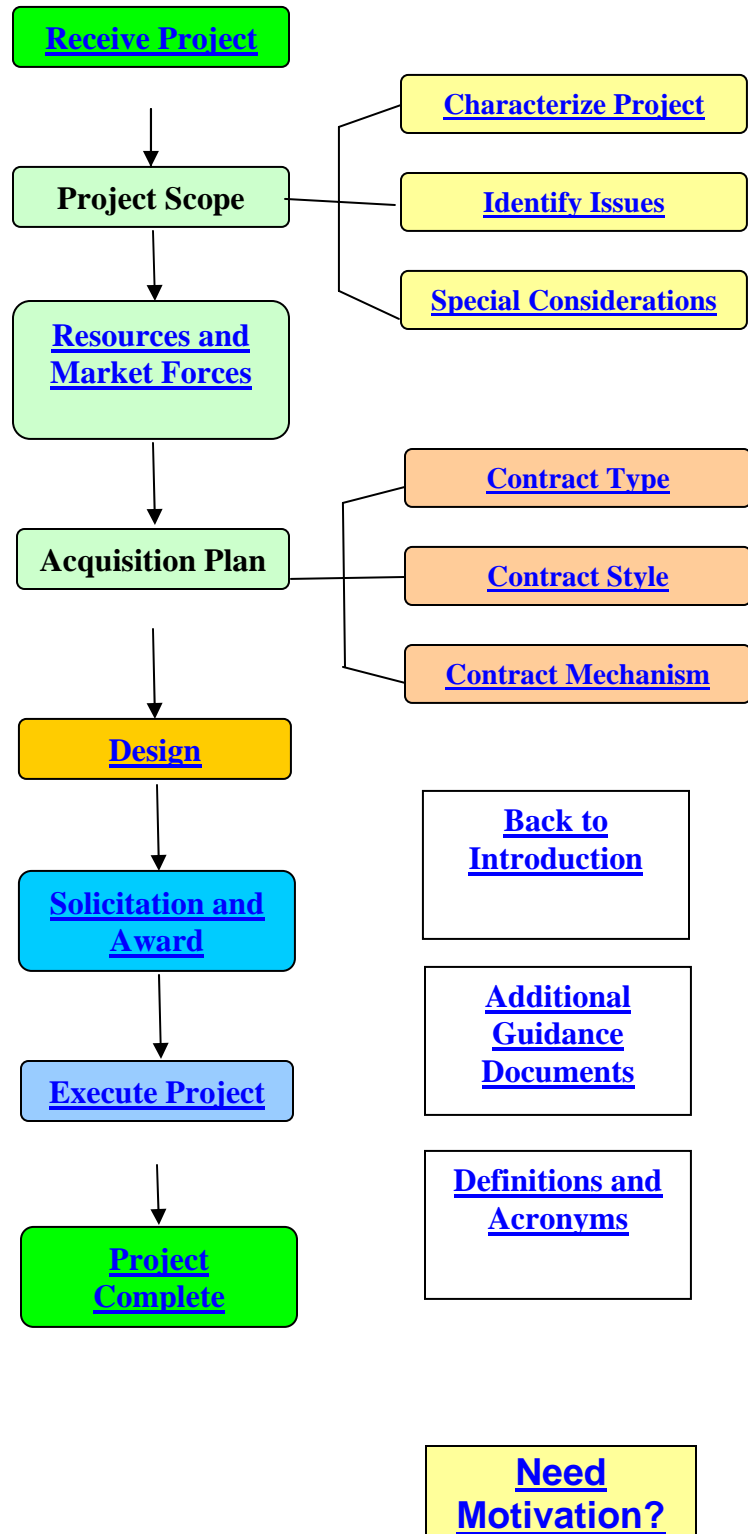 Receive Project
Characterize Project
Project Scope
Identify Issues
Special Considerations
Resources and
Market Forces
Contract Type
Acquisition Plan
Contract Style
Contract Mechanism
Design
Back to
Introduction
Solicitation and
Award
Additional
Guidance
Documents
Execute Project
Definitions and
Acronyms
Project
Complete
Need
Motivation?